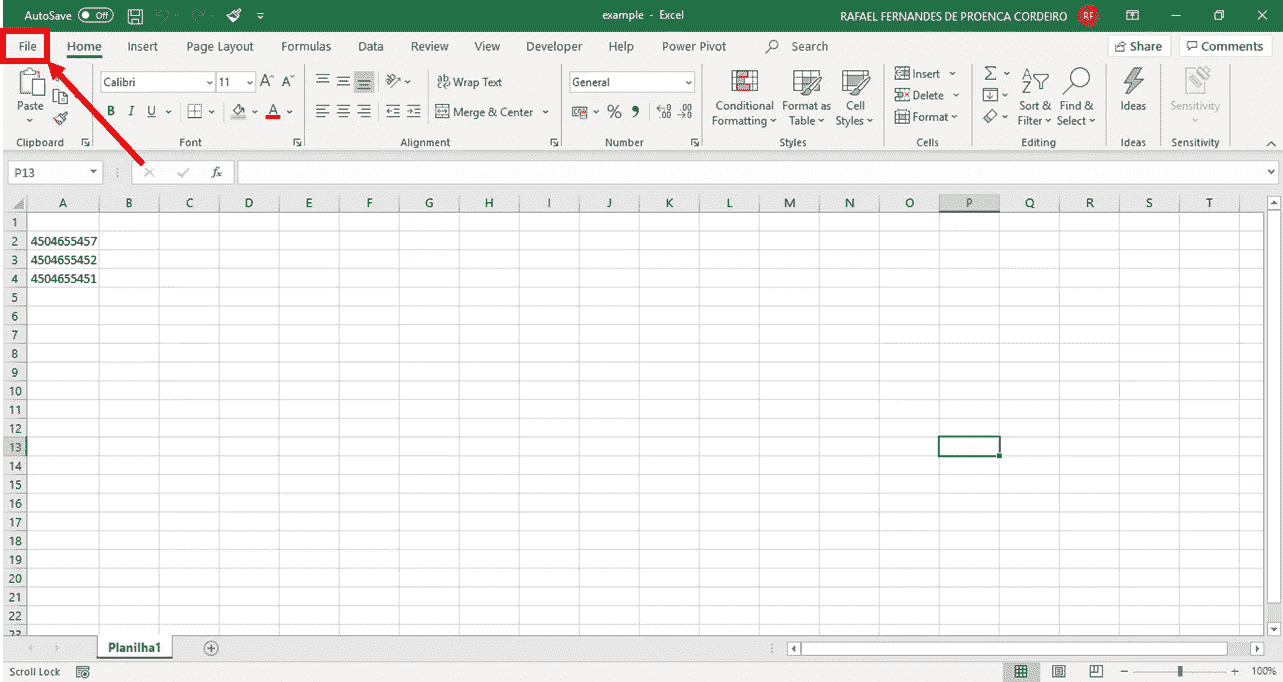 AutoSave Off example - Excel RAFAEL FERNANDES DE PROENCA CORDEIRO RF
File Home Insert Page Layout Formulas Data Review View Developer Help Power Pivot Search Share Comments
Paste
Calibri 11
B I U
Wrap Text
Merge & Center
General
% 
Conditional Formatting
Format as Table
Cell Styles
Insert
Delete
Format
Sort & Filter
Find & Select
Ideas
Sensitivity
Clipboard Font Alignment Number Styles Cells Editing Ideas Sensitivity
P13 fx
A B C D E F G H I J K L M N O P Q R S T
1
2 4504655457
3 4504655452
4 4504655451
5
6
7
8
9
10
11
12
13
14
15
16
17
18
19
20
21
22
23
Planilha1
Scroll Lock 100%